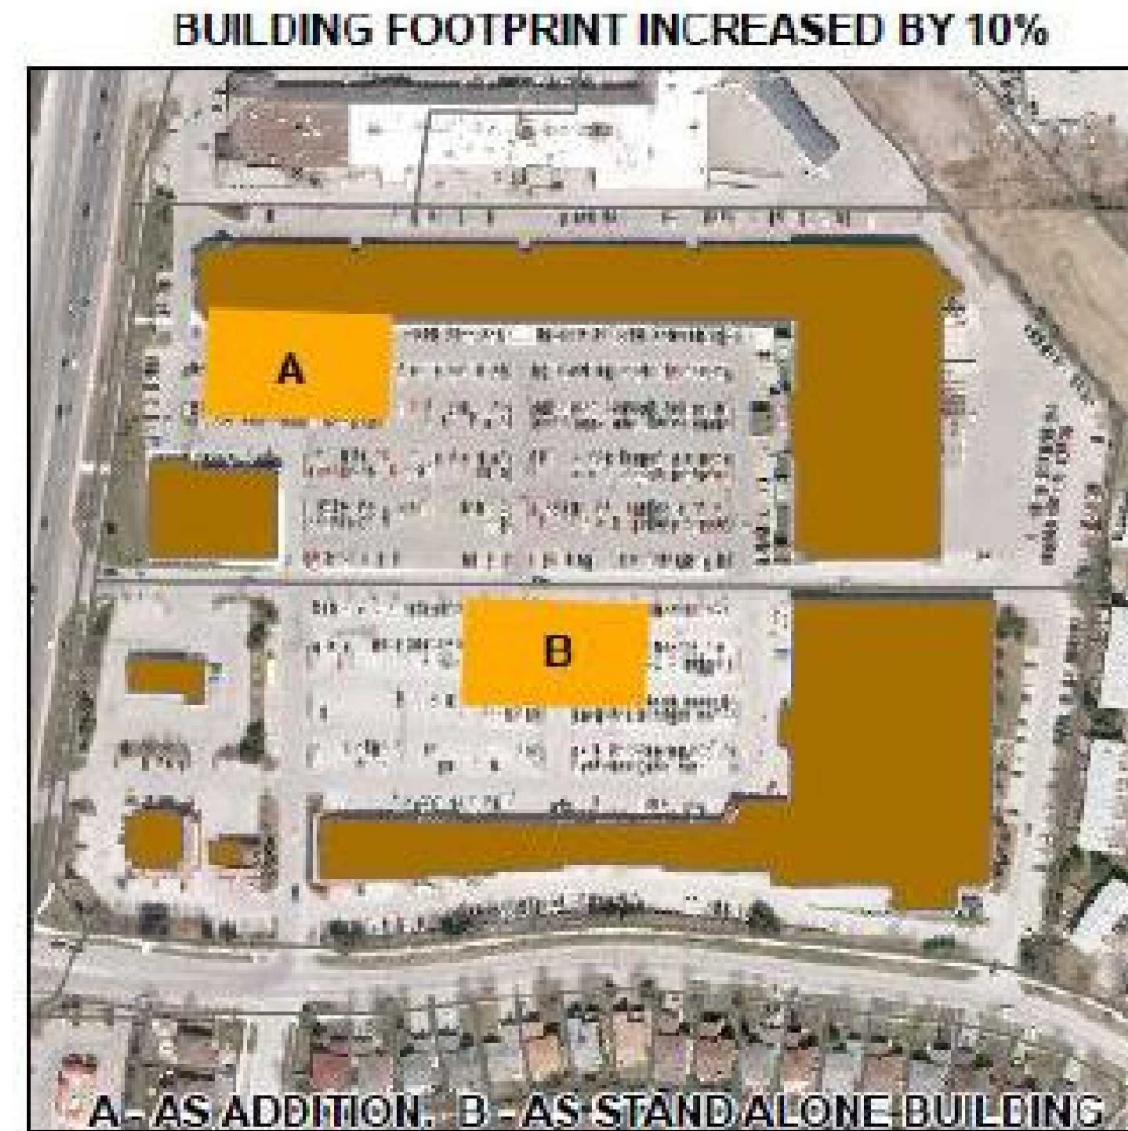 BUILDING FOOTPRINT INCREASED BY 10%
A
B
A - AS ADDITION. B - AS STAND ALONE BUILDING